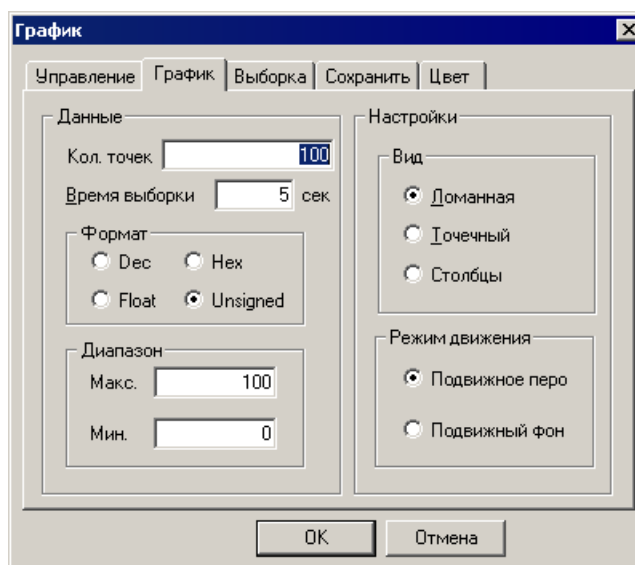 График
Управление График Выборка Сохранить Цвет
Данные
Кол. точек 100
Время выборки 5 сек
Формат
Dec Hex
Float Unsigned
Диапазон
Макс. 100
Мин. 0
Настройки
Вид
Ломанная
Точечный
Столбцы
Режим движения
Подвижное перо
Подвижный фон
OK Отмена